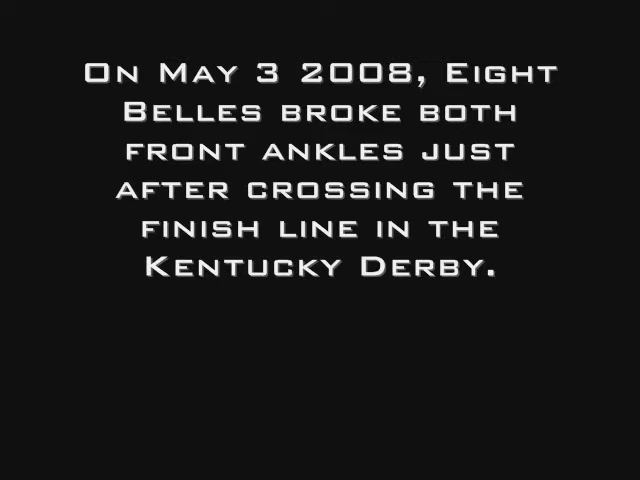 On May 3 2008, Eight
Belles broke both
front ankles just
after crossing the
finish line in the
Kentucky Derby.